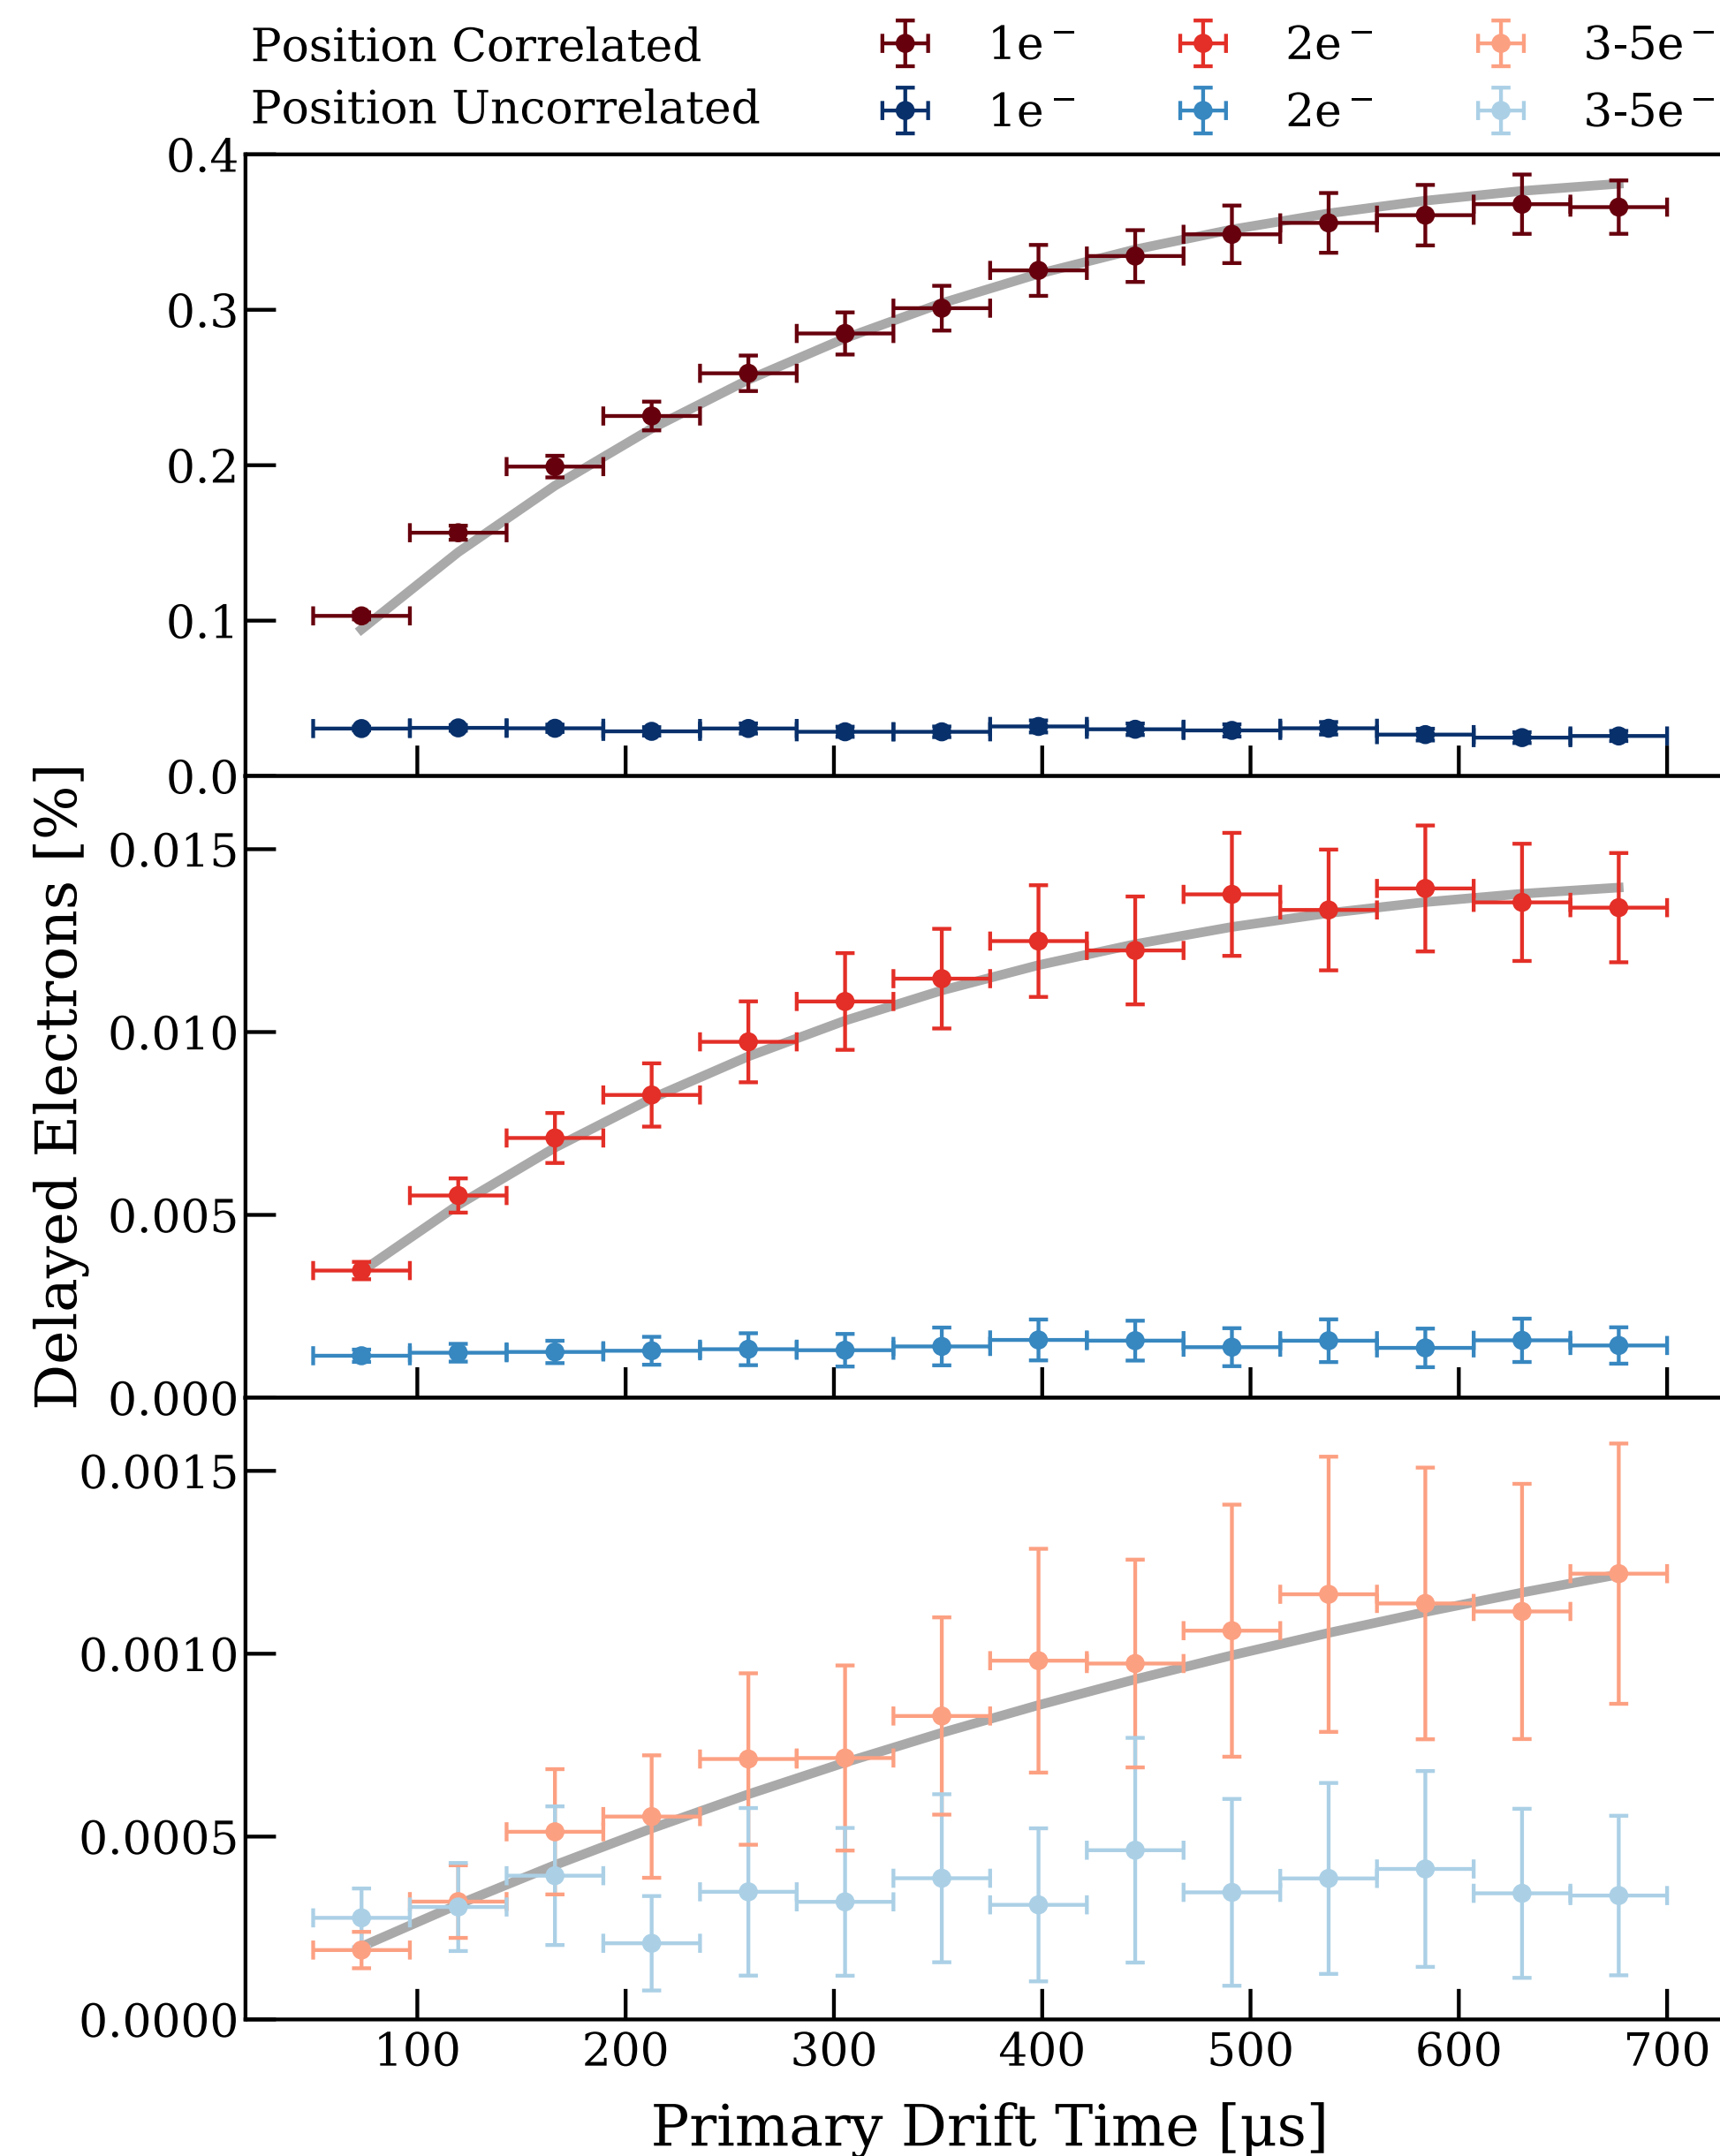 Position Correlated 1e⁻ 2e⁻ 3-5e⁻
Position Uncorrelated 1e⁻ 2e⁻ 3-5e⁻
0.4
0.3
0.2
0.1
0.0
0.015
0.010
0.005
0.000
0.0015
0.0010
0.0005
0.0000
Delayed Electrons [%]
100 200 300 400 500 600 700
Primary Drift Time [µs]